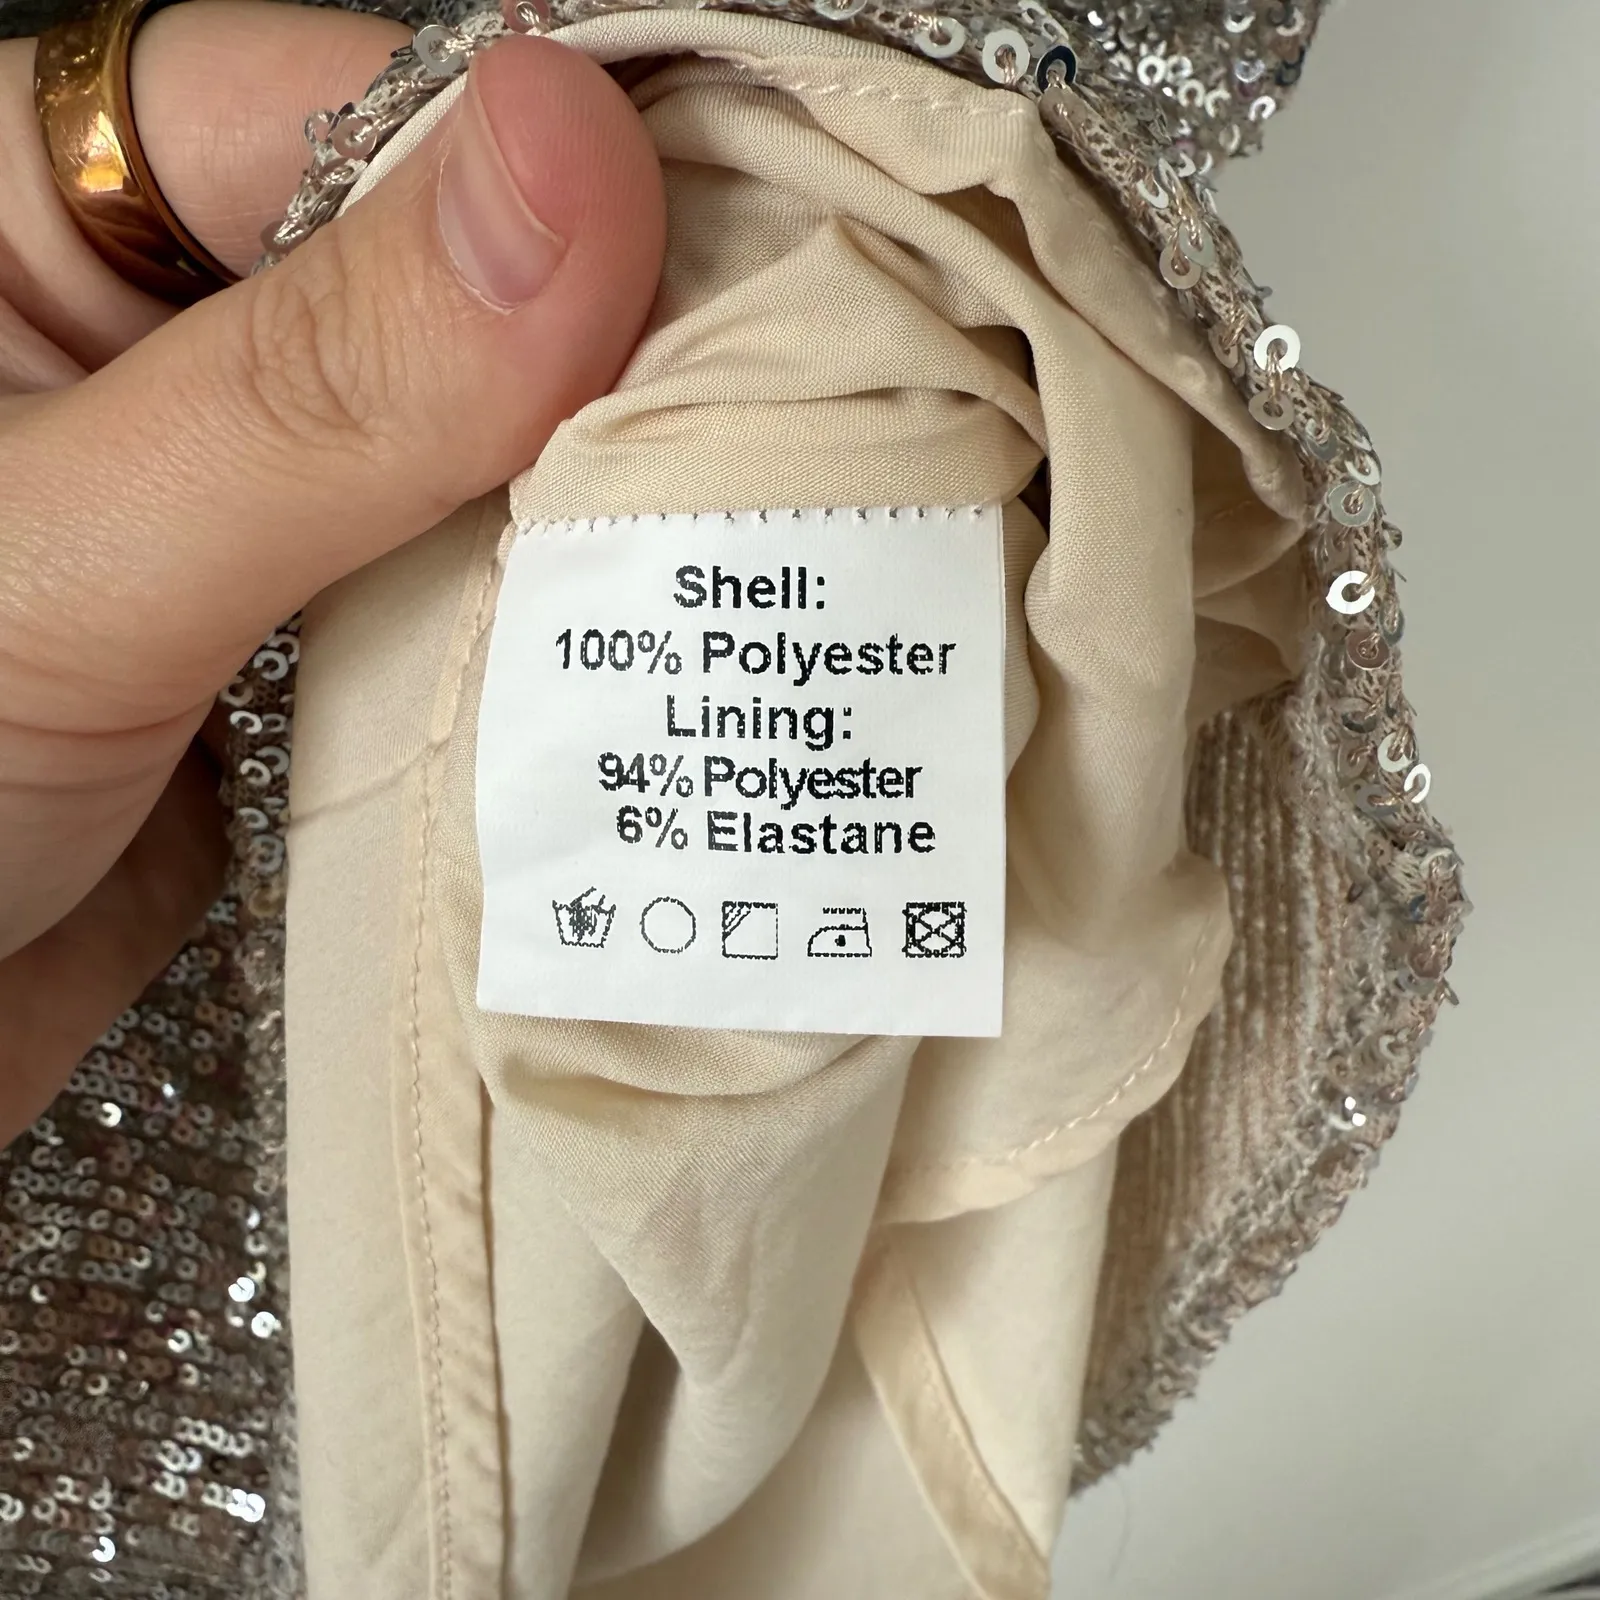 Shell:
100% Polyester
Lining:
94% Polyester
6% Elastane